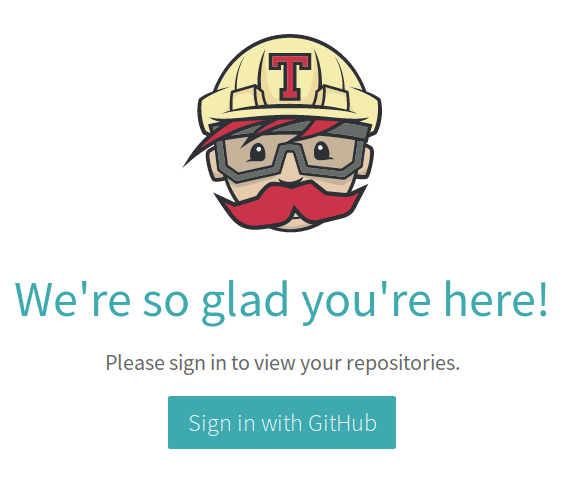 T
We're so glad you're here!
Please sign in to view your repositories.
Sign in with GitHub